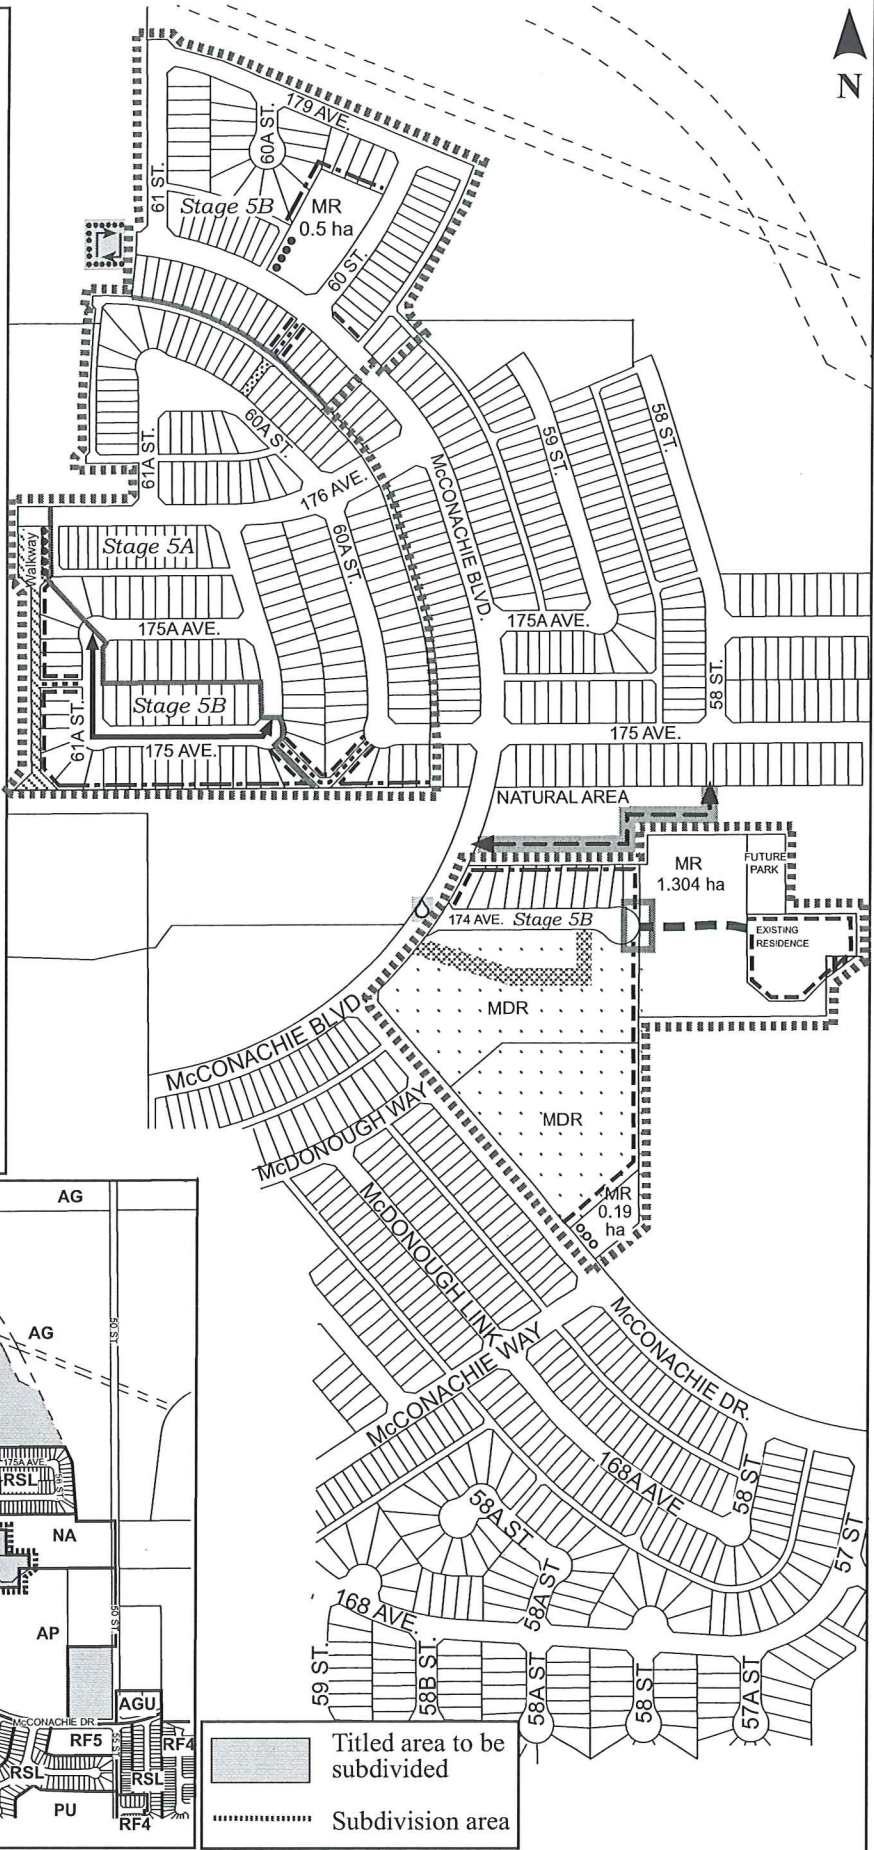 N
179 AVE.
60A ST.
61 ST.
Stage 5B
MR
0.5 ha
60 ST.
60A ST.
61A ST.
176 AVE.
60A ST.
McCONACHIE BLVD.
59 ST.
58 ST.
Walkway
Stage 5A
175A AVE.
175A AVE.
Stage 5B
61A ST.
175 AVE.
58 ST.
175 AVE.
NATURAL AREA
MR
1.304 ha
FUTURE
PARK
174 AVE. Stage 5B
EXISTING
RESIDENCE
MDR
McCONACHIE BLVD.
MDR
McDONOUGH WAY
MR
0.19
ha
McDONOUGH LINK
McCONACHIE WAY
McCONACHIE DR.
168A AVE
58 ST
57 ST
58A ST
58A ST
168 AVE.
59 ST.
58B ST.
58A ST
58 ST
57A ST
AG
50 ST.
AG
175A AVE
RSL
NA
50 ST
AP
AGU
McCONACHIE DR.
RF5
RF4
RSL
RSL
PU
RF4
Titled area to be
subdivided
Subdivision area